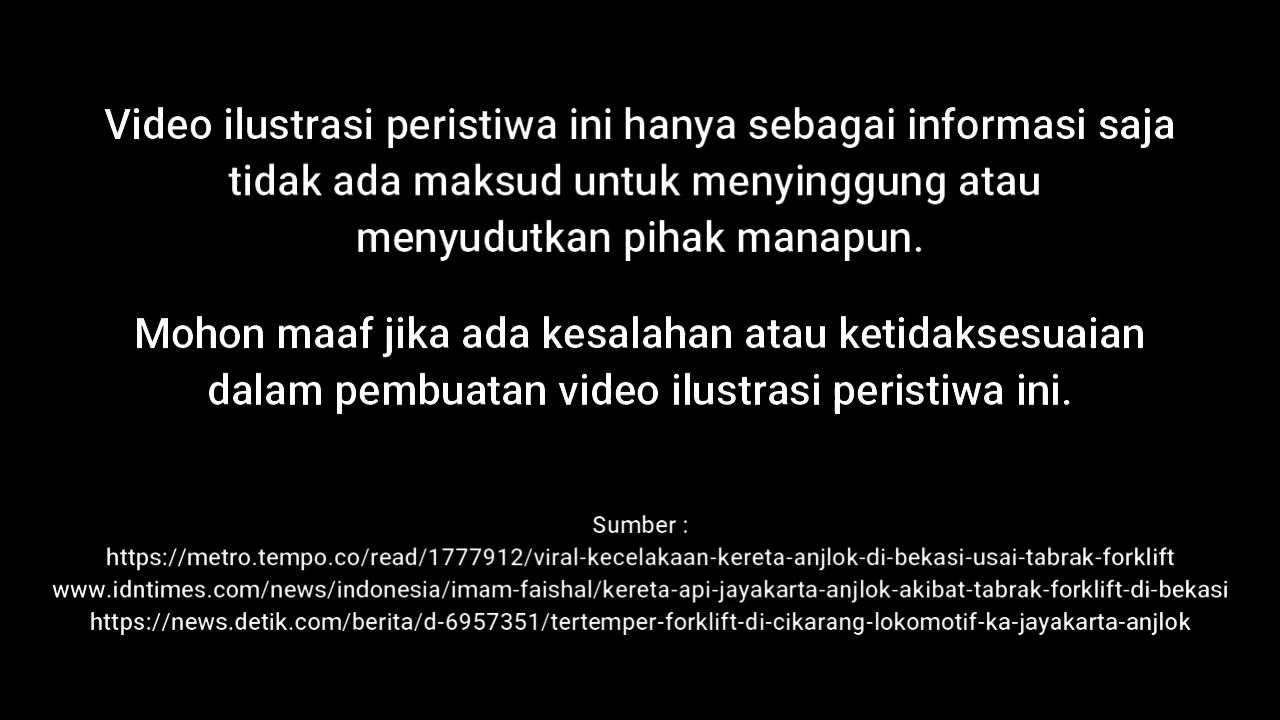 Video ilustrasi peristiwa ini hanya sebagai informasi saja
tidak ada maksud untuk menyinggung atau
menyudutkan pihak manapun.
Mohon maaf jika ada kesalahan atau ketidaksesuaian
dalam pembuatan video ilustrasi peristiwa ini.
Sumber :
https://metro.tempo.co/read/1777912/viral-kecelakaan-kereta-anjlok-di-bekasi-usai-tabrak-forklift
www.idntimes.com/news/indonesia/imam-faishal/kereta-api-jayakarta-anjlok-akibat-tabrak-forklift-di-bekasi
https://news.detik.com/berita/d-6957351/tertemper-forklift-di-cikarang-lokomotif-ka-jayakarta-anjlok